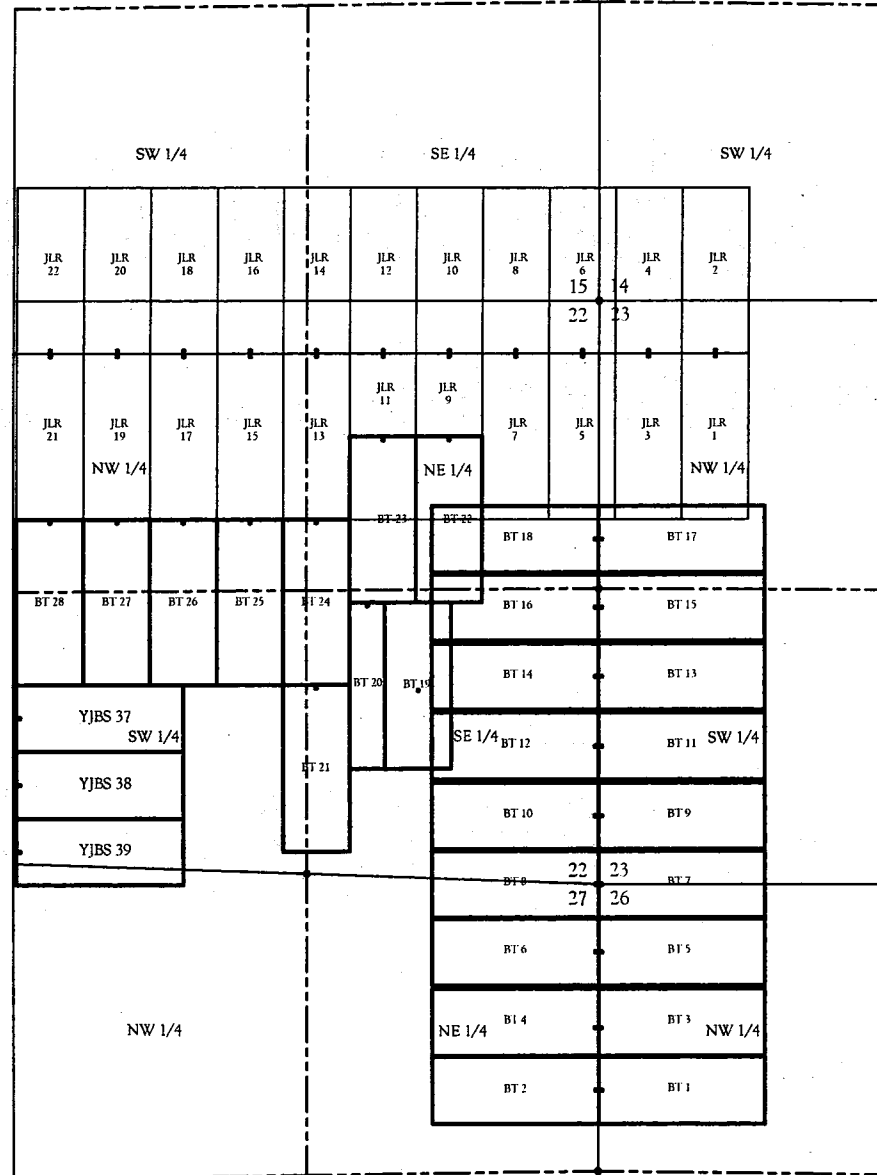 SW 1/4 SE 1/4 SW 1/4
JLR 22 JLR 20 JLR 18 JLR 16 JLR 14 JLR 12 JLR 10 JLR 8 JLR 6 JLR 4 JLR 2
15 14
22 23
JLR 11 JLR 9
JLR 21 JLR 19 JLR 17 JLR 15 JLR 13 JLR 7 JLR 5 JLR 3 JLR 1
NW 1/4 NE 1/4 NW 1/4
BT 23 BT 22
BT 18 BT 17
BT 28 BT 27 BT 26 BT 25 BT 24 BT 16 BT 15
BT 20 BT 19 BT 14 BT 13
YJBS 37
SW 1/4 SE 1/4 BT 12 BT 11 SW 1/4
BT 21
YJBS 38
BT 10 BT 9
YJBS 39
22 23
BT 8 BT 7
27 26
BT 6 BT 5
BT 4 BT 3
NW 1/4 NE 1/4 NW 1/4
BT 2 BT 1